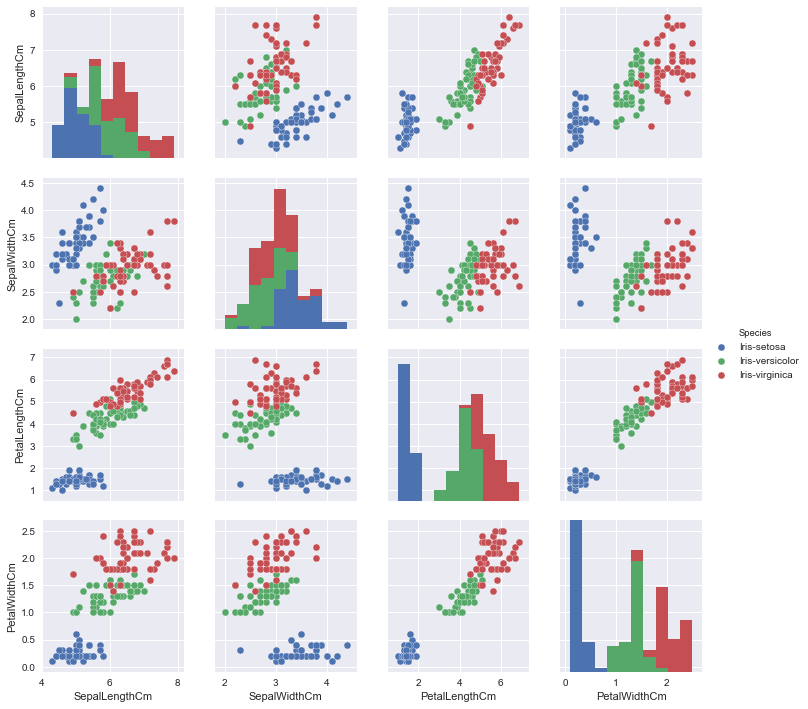 8
7
6
5
SepalLengthCm
4.5
4.0
3.5
3.0
2.5
2.0
SepalWidthCm
Species
Iris-setosa
Iris-versicolor
Iris-virginica
7
6
5
4
3
2
1
PetalLengthCm
2.5
2.0
1.5
1.0
0.5
0.0
PetalWidthCm
4 6 8
2 3 4
2 4 6
0 1 2
SepalLengthCm
SepalWidthCm
PetalLengthCm
PetalWidthCm